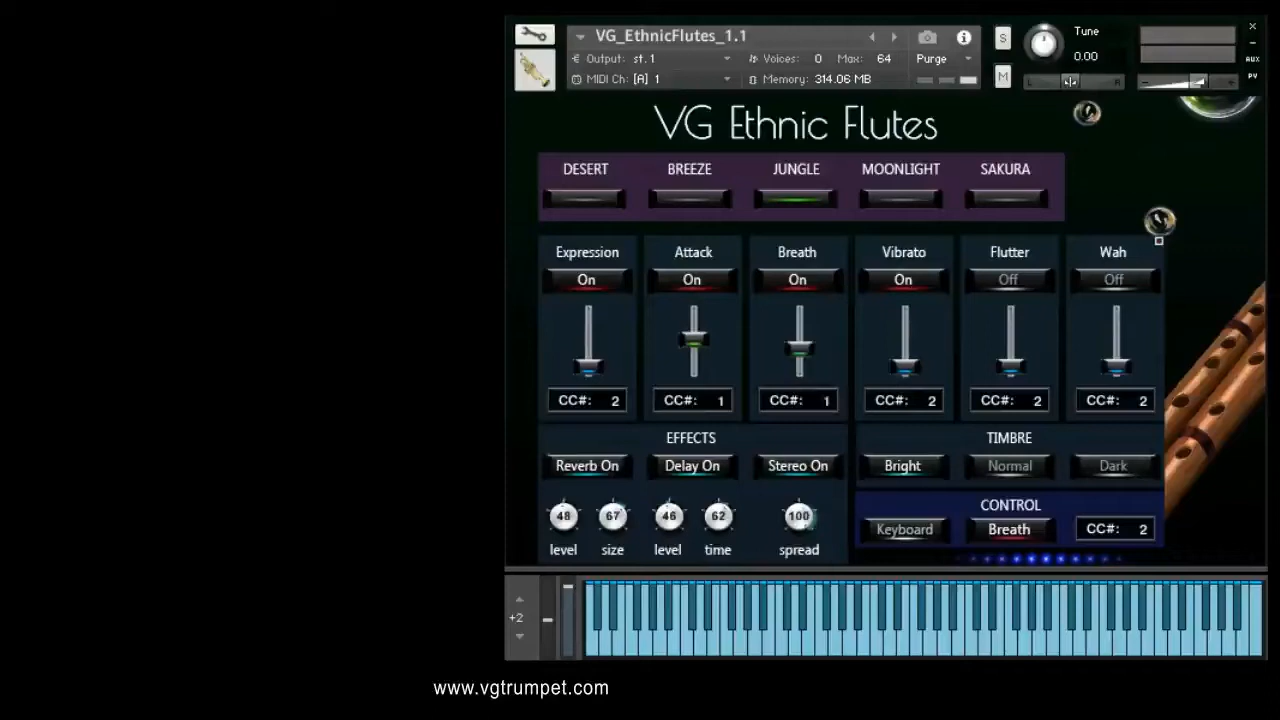 VG_EthnicFlutes_1.1
Output: st.1 Voices: 0 Max: 64 Purge
MIDI Ch: [A] 1 Memory: 314.06 MB
S
M
Tune
0.00
L R
AUX
PV
VG Ethnic Flutes
DESERT BREEZE JUNGLE MOONLIGHT SAKURA
Expression Attack Breath Vibrato Flutter Wah
On On On On Off Off
CC#: 2 CC#: 1 CC#: 1 CC#: 2 CC#: 2 CC#: 2
EFFECTS TIMBRE
Reverb On Delay On Stereo On Bright Normal Dark
CONTROL
48 67 46 62 100 Keyboard Breath CC#: 2
level size level time spread
+2
www.vgtrumpet.com